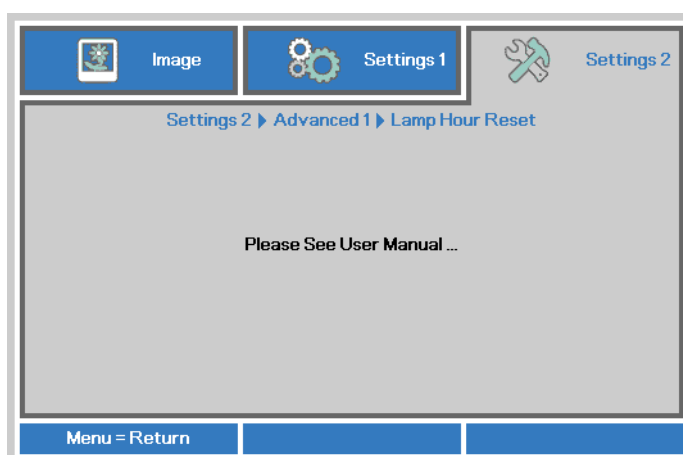 Image
Settings 1
Settings 2
Settings 2 ▶ Advanced 1 ▶ Lamp Hour Reset
Please See User Manual ...
Menu = Return